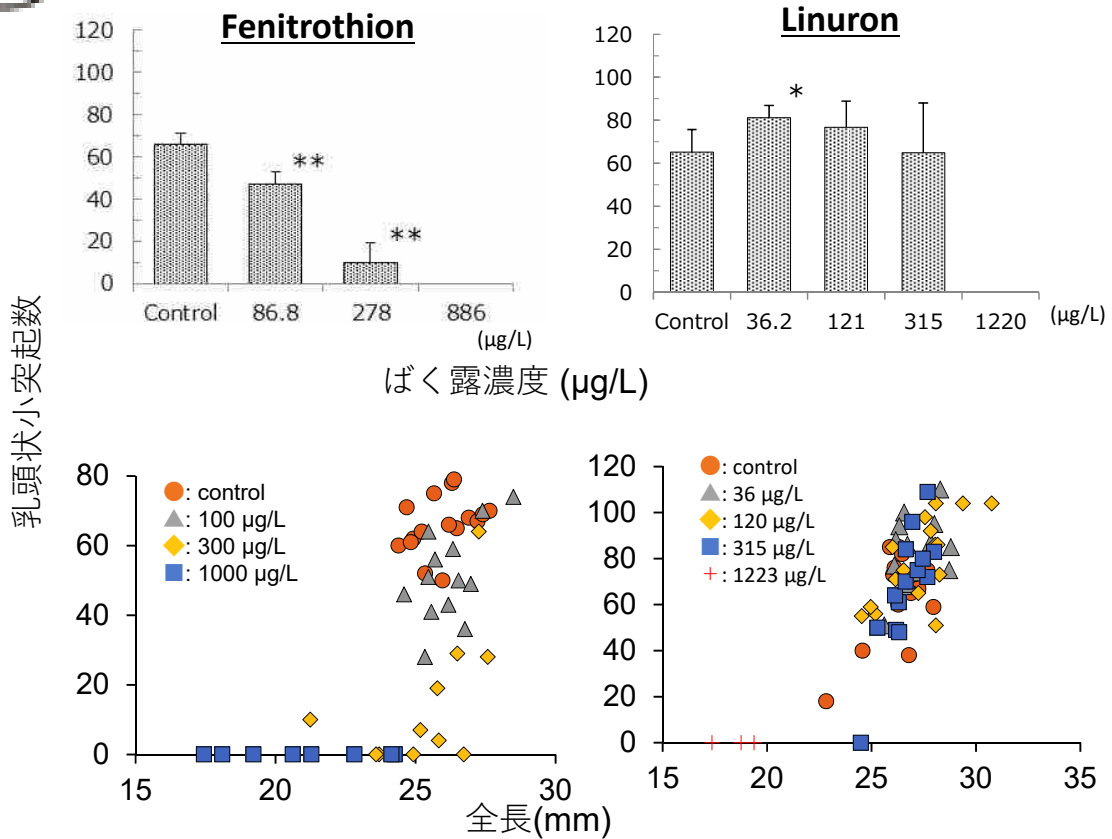 Fenitrothion
120
100
80
60
40
20
0
**
**
Control 86.8 278 886
(µg/L)
Linuron
120
100
80
60
40
20
0
*
Control 36.2 121 315 1220 (µg/L)
乳頭状小突起数
ばく露濃度 (µg/L)
80
60
40
20
0
: control
: 100 µg/L
: 300 µg/L
: 1000 µg/L
15 20 25 30
120
100
80
60
40
20
0
: control
: 36 µg/L
: 120 µg/L
: 315 µg/L
: 1223 µg/L
15 20 25 30 35
全長(mm)